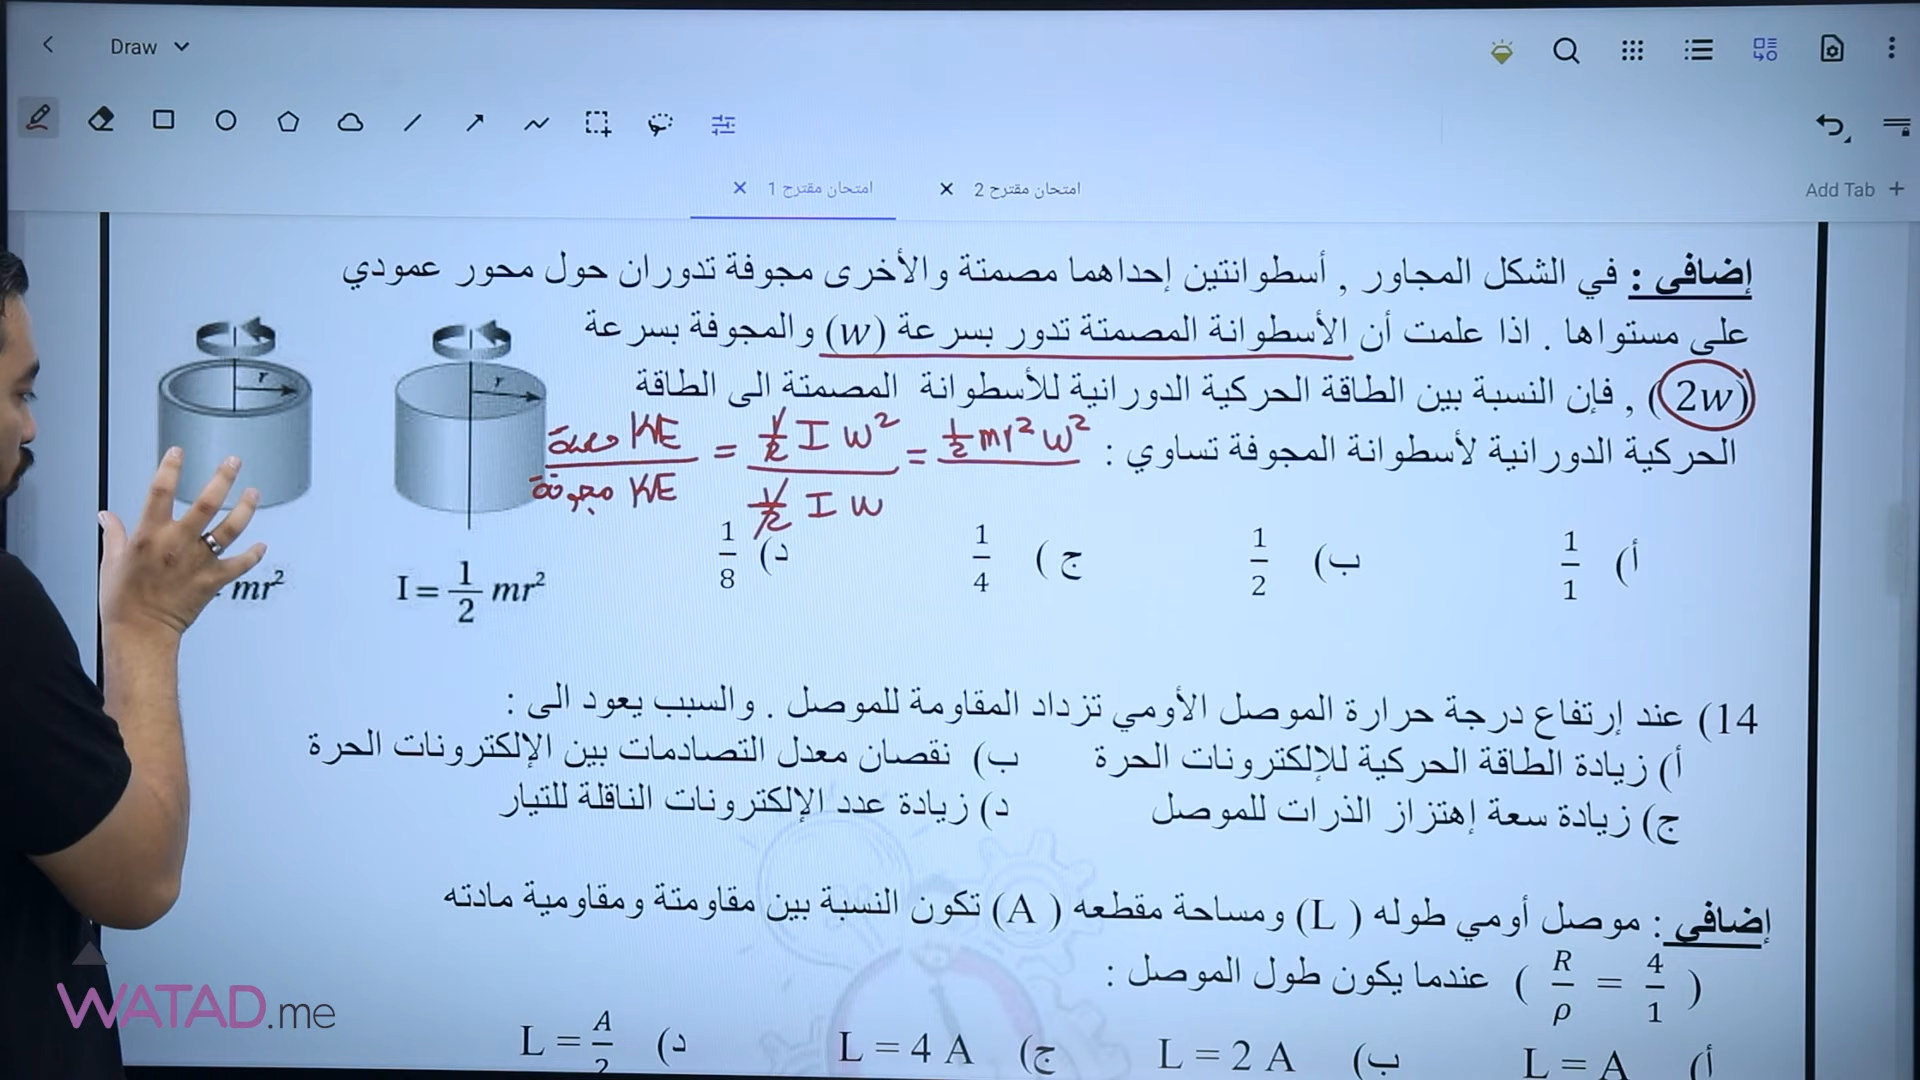 Draw
امتحان مقترح 1
امتحان مقترح 2
Add Tab +
إضافي : في الشكل المجاور , أسطوانتين إحداهما مصمتة والأخرى مجوفة تدوران حول محور عمودي
على مستواها . اذا علمت أن الأسطوانة المصمتة تدور بسرعة (w) والمجوفة بسرعة
(2w) , فإن النسبة بين الطاقة الحركية الدورانية للأسطوانة المصمتة الى الطاقة
الحركية الدورانية لأسطوانة المجوفة تساوي :
KE / KE مجوفة = ½ I w² / ½ I w = ½ mr² w²
أ) 1/1 ب) 1/2 ج) 1/4 د) 1/8
r
r
mr²
I = 1/2 mr²
14) عند إرتفاع درجة حرارة الموصل الأومي تزداد المقاومة للموصل . والسبب يعود الى :
أ) زيادة الطاقة الحركية للإلكترونات الحرة ب) نقصان معدل التصادمات بين الإلكترونات الحرة
ج) زيادة سعة إهتزاز الذرات للموصل د) زيادة عدد الإلكترونات الناقلة للتيار
إضافي : موصل أومي طوله ( L) ومساحة مقطعه ( A) تكون النسبة بين مقاومتة ومقاومية مادته
( R/ρ = 4/1 ) عندما يكون طول الموصل :
أ) L = A ب) L = 2 A ج) L = 4 A د) L = A/2
WATAD.me